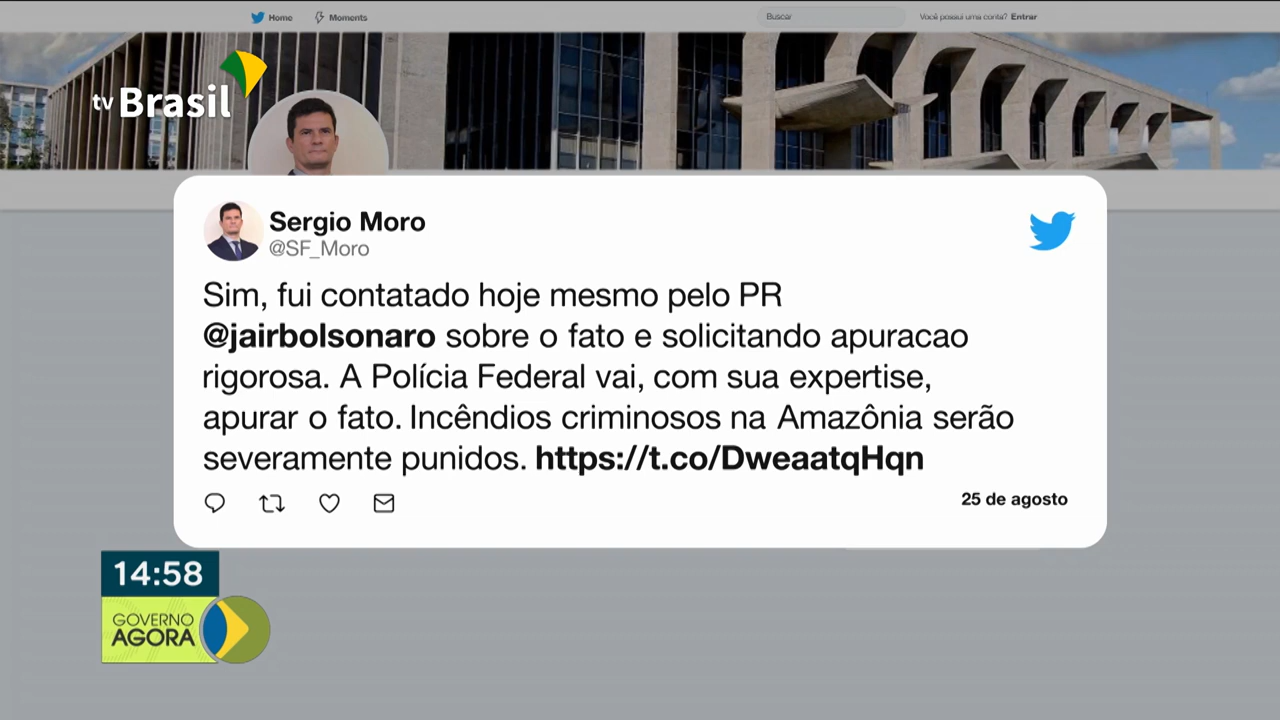 Home
Moments
Buscar
Você possui uma conta? Entrar
tv Brasil
Sergio Moro
@SF_Moro
Sim, fui contatado hoje mesmo pelo PR
@jairbolsonaro sobre o fato e solicitando apuracao
rigorosa. A Polícia Federal vai, com sua expertise,
apurar o fato. Incêndios criminosos na Amazônia serão
severamente punidos. https://t.co/DweaatqHqn
25 de agosto
14:58
GOVERNO
AGORA